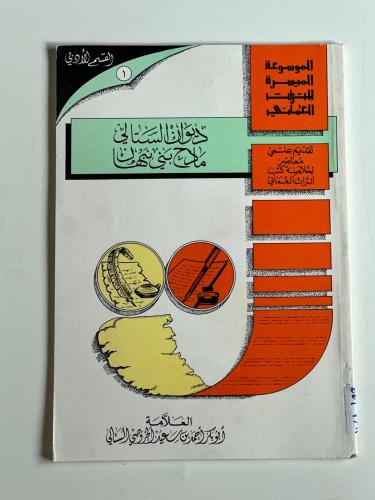 القسم الأدبي
١
الموسوعة
الميسرة
للتراث
العماني
ديوان الستالي
مادح بني نبهان
تقديم علمي
معاصر
لخلاصة كتب
التراث العماني
العلامة
أبو بكر أحمد بن سعيد الخروصي الستالي